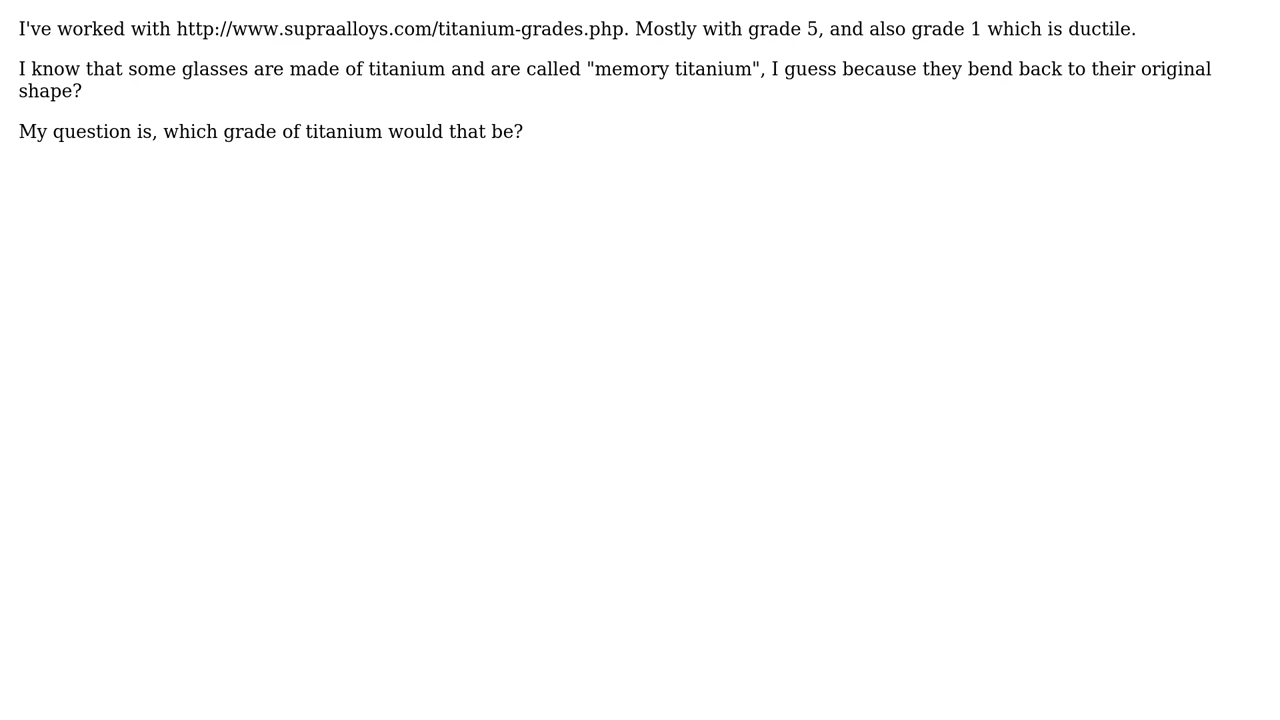 I've worked with http://www.supraalloys.com/titanium-grades.php. Mostly with grade 5, and also grade 1 which is ductile.
I know that some glasses are made of titanium and are called "memory titanium", I guess because they bend back to their original
shape?
My question is, which grade of titanium would that be?